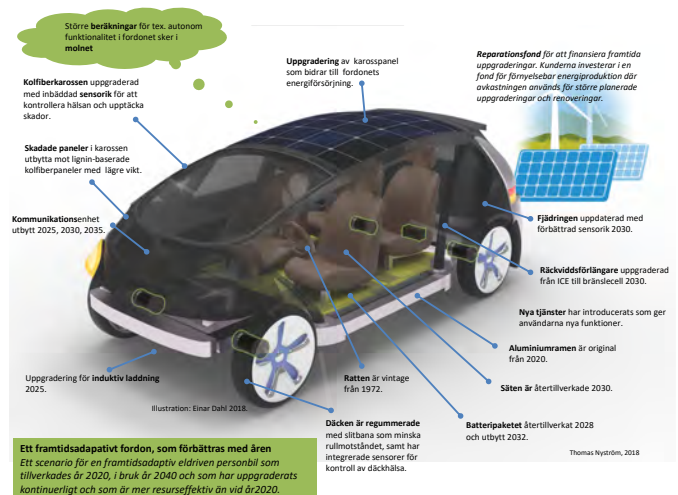 Större beräkningar för tex. autonom
funktionalitet i fordonet sker i
molnet
Kolfiberkarossen uppgraderad
med inbäddad sensorik för att
kontrollera hälsan och upptäcka
skador.
Uppgradering av karosspanel
som bidrar till fordonets
energiförsörjning.
Reparationsfond för att finansiera framtida
uppgraderingar. Kunderna investerar i en
fond för förnyelsebar energiproduktion där
avkastningen används för större planerade
uppgraderingar och renoveringar.
Skadade paneler i karossen
utbytta mot lignin-baserade
kolfiberpaneler med lägre vikt.
Kommunikationsenhet
utbytt 2025, 2030, 2035.
Fjädringen uppdaterad med
förbättrad sensorik 2030.
Räckviddsförlängare uppgraderad
från ICE till bränslecell 2030.
Nya tjänster har introducerats som ger
användarna nya funktioner.
Aluminiumramen är original
från 2020.
Säten är återtillverkade 2030.
Uppgradering för induktiv laddning
2025.
Ratten är vintage
från 1972.
Illustration: Einar Dahl 2018.
Däcken är regummerade
med slitbana som minska
rullmotståndet, samt har
integrerade sensorer för
kontroll av däckhälsa.
Batteripaketet återtillverkat 2028
och utbytt 2032.
Thomas Nyström, 2018
Ett framtidsadapativt fordon, som förbättras med åren
Ett scenario för en framtidsadaptiv eldriven personbil som
tillverkades år 2020, i bruk år 2040 och som har uppgraderats
kontinuerligt och som är mer resurseffektiv än vid år2020.